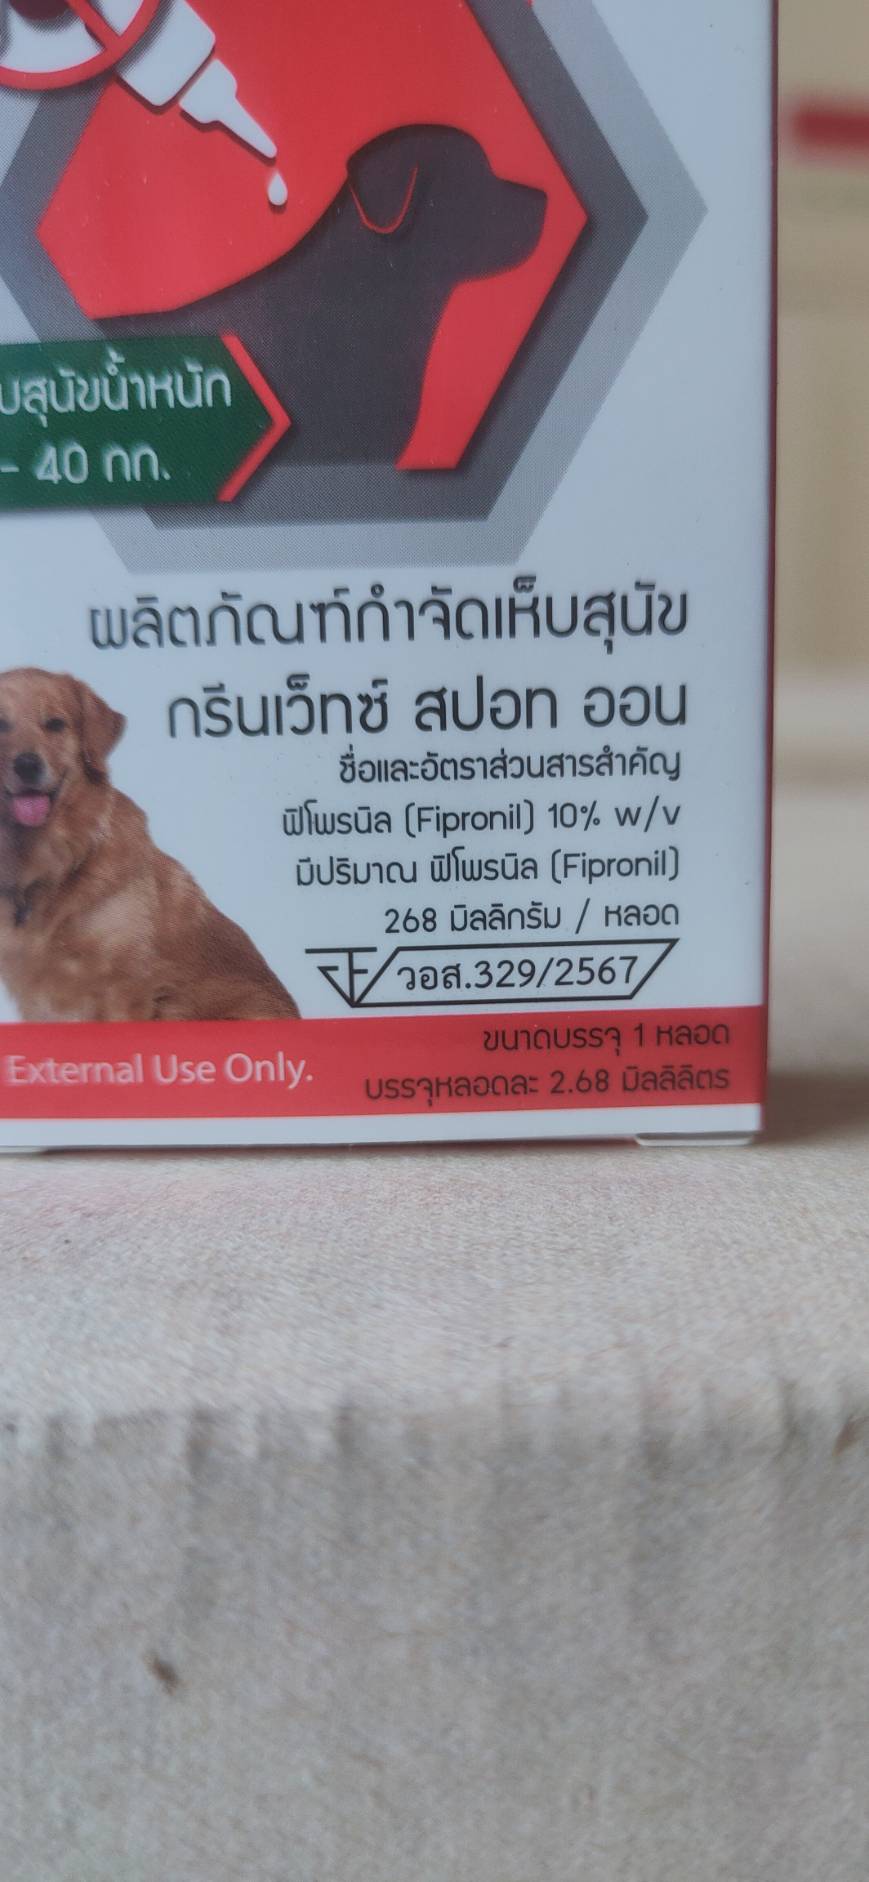 สุนัขน้ำหนัก
- 40 กก.
ผลิตภัณฑ์กำจัดเห็บสุนัข
กรีนเว็ทซ์ สปอท ออน
ชื่อและอัตราส่วนสารสำคัญ
ฟิโพรนิล (Fipronil) 10% w/v
มีปริมาณ ฟิโพรนิล (Fipronil)
268 มิลลิกรัม / หลอด
วอส.329/2567
External Use Only.
ขนาดบรรจุ 1 หลอด
บรรจุหลอดละ 2.68 มิลลิลิตร